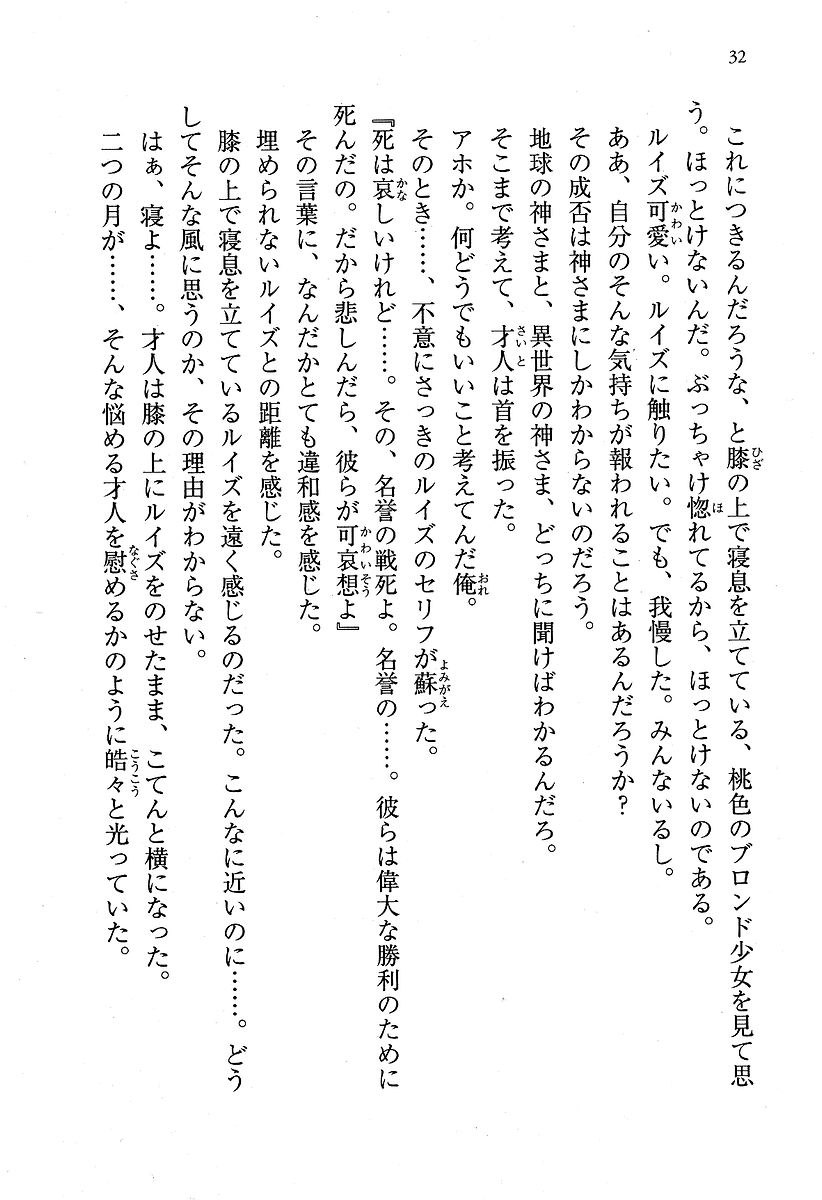 32
これにつきるんだろうな、と膝の上で寝息を立てている、桃色のブロンド少女を見て思
う。ほっとけないんだ。ぶっちゃけ惚れてるから、ほっとけないのである。
ルイズ可愛い。ルイズに触りたい。でも、我慢した。みんないるし。
ああ、自分のそんな気持ちが報われることはあるんだろうか？
その成否は神さまにしかわからないのだろう。
地球の神さまと、異世界の神さま、どっちに聞けばわかるんだろ。
そこまで考えて、才人は首を振った。
アホか。何どうでもいいこと考えてんだ俺。
そのとき……、不意にさっきのルイズのセリフが蘇った。
『死は哀しいけれど……。その、名誉の戦死よ。名誉の……。彼らは偉大な勝利のために
死んだの。だから悲しんだら、彼らが可哀想よ』
その言葉に、なんだかとても違和感を感じた。
埋められないルイズとの距離を感じた。
膝の上で寝息を立てているルイズを遠く感じるのだった。こんなに近いのに……。どう
してそんな風に思うのか、その理由がわからない。
はぁ、寝よ……。才人は膝の上にルイズをのせたまま、こてんと横になった。
二つの月が……、そんな悩める才人を慰めるかのように皓々と光っていた。